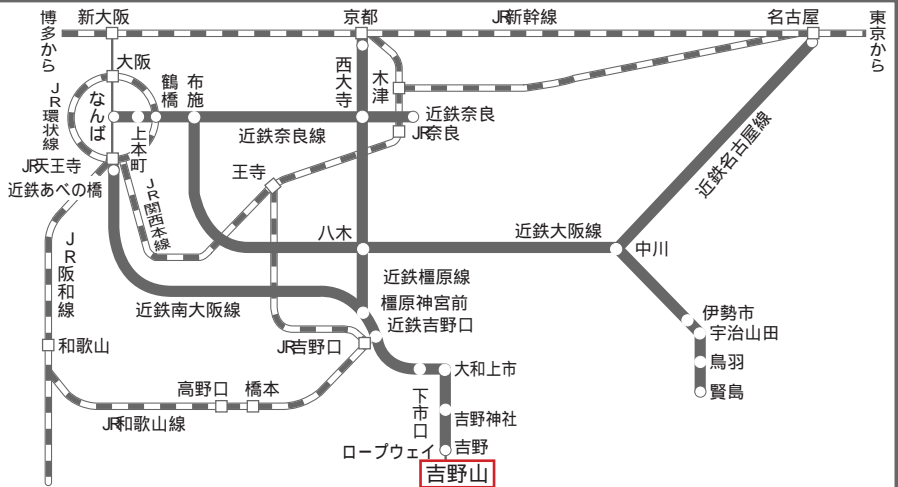 博多から
新大阪
京都
JR新幹線
名古屋
東京から
大阪
鶴橋
布施
西大寺
木津
JR環状線
なんば
上本町
近鉄奈良線
近鉄奈良
JR奈良
近鉄名古屋線
JR天王寺
近鉄あべの橋
JR関西本線
王寺
八木
近鉄大阪線
中川
JR阪和線
近鉄橿原線
橿原神宮前
近鉄南大阪線
近鉄吉野口
JR吉野口
伊勢市
宇治山田
鳥羽
賢島
和歌山
大和上市
高野口
橋本
下市口
JR和歌山線
吉野神社
吉野
ロープウェイ
吉野山